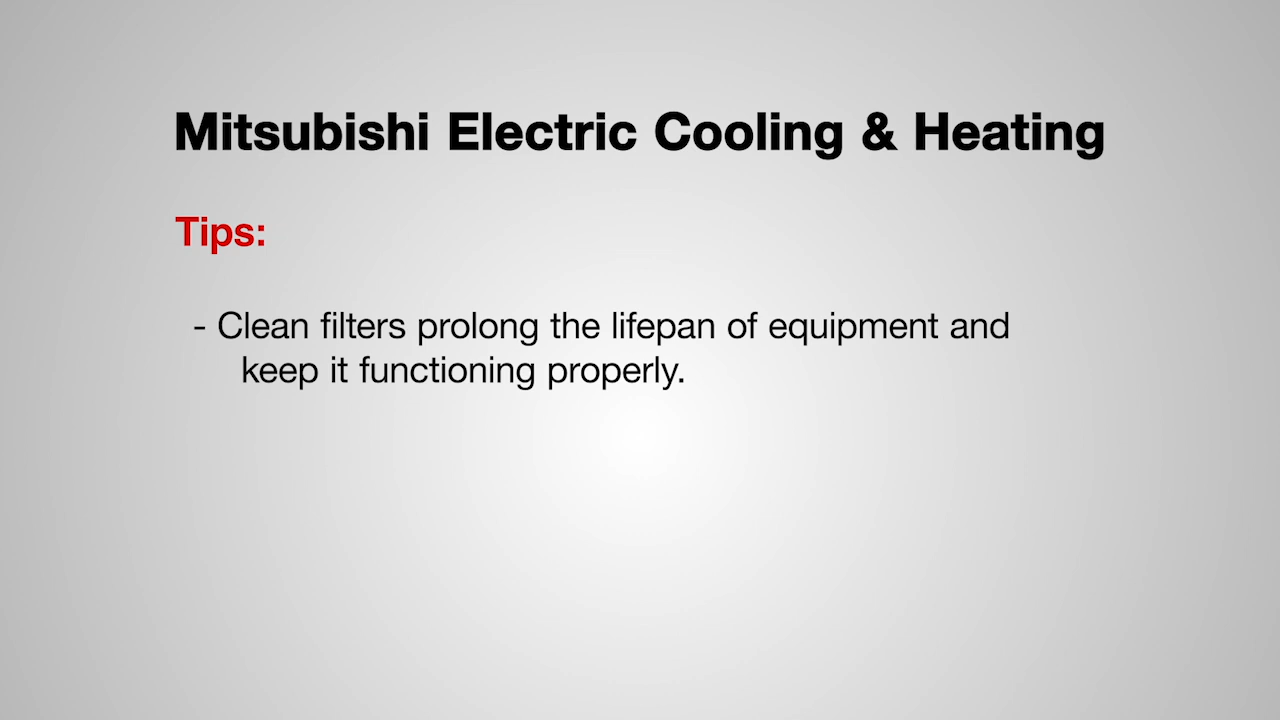 Mitsubishi Electric Cooling & Heating
Tips:
- Clean filters prolong the lifepan of equipment and
keep it functioning properly.